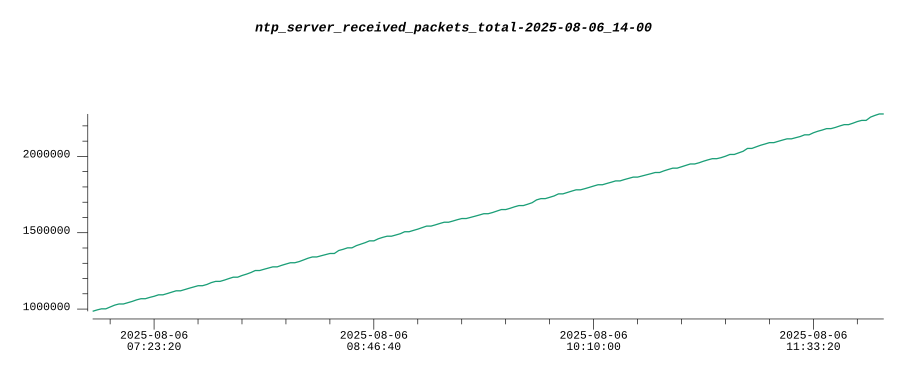 ntp_server_received_packets_total-2025-08-06_14-00
2000000
1500000
1000000
2025-08-06 2025-08-06 2025-08-06 2025-08-06
07:23:20 08:46:40 10:10:00 11:33:20